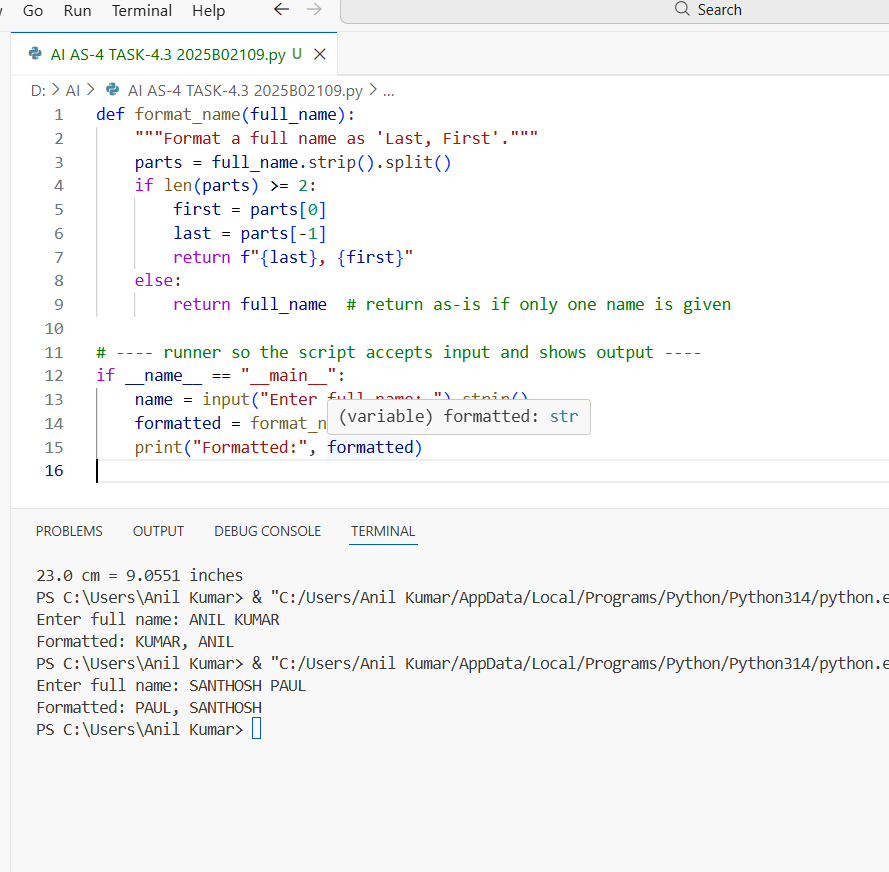 Go Run Terminal Help ← → Search
AI AS-4 TASK-4.3 2025B02109.py U ×
D: > AI > AI AS-4 TASK-4.3 2025B02109.py > ...
1 def format_name(full_name):
2     """Format a full name as 'Last, First'."""
3     parts = full_name.strip().split()
4     if len(parts) >= 2:
5         first = parts[0]
6         last = parts[-1]
7         return f"{last}, {first}"
8     else:
9         return full_name  # return as-is if only one name is given
10
11 # ---- runner so the script accepts input and shows output ----
12 if __name__ == "__main__":
13     name = input("Enter full name: ").strip()
(variable) formatted: str
14     formatted = format_n
15     print("Formatted:", formatted)
16
PROBLEMS OUTPUT DEBUG CONSOLE TERMINAL
23.0 cm = 9.0551 inches
PS C:\Users\Anil Kumar> & "C:/Users/Anil Kumar/AppData/Local/Programs/Python/Python314/python.e
Enter full name: ANIL KUMAR
Formatted: KUMAR, ANIL
PS C:\Users\Anil Kumar> & "C:/Users/Anil Kumar/AppData/Local/Programs/Python/Python314/python.e
Enter full name: SANTHOSH PAUL
Formatted: PAUL, SANTHOSH
PS C:\Users\Anil Kumar>